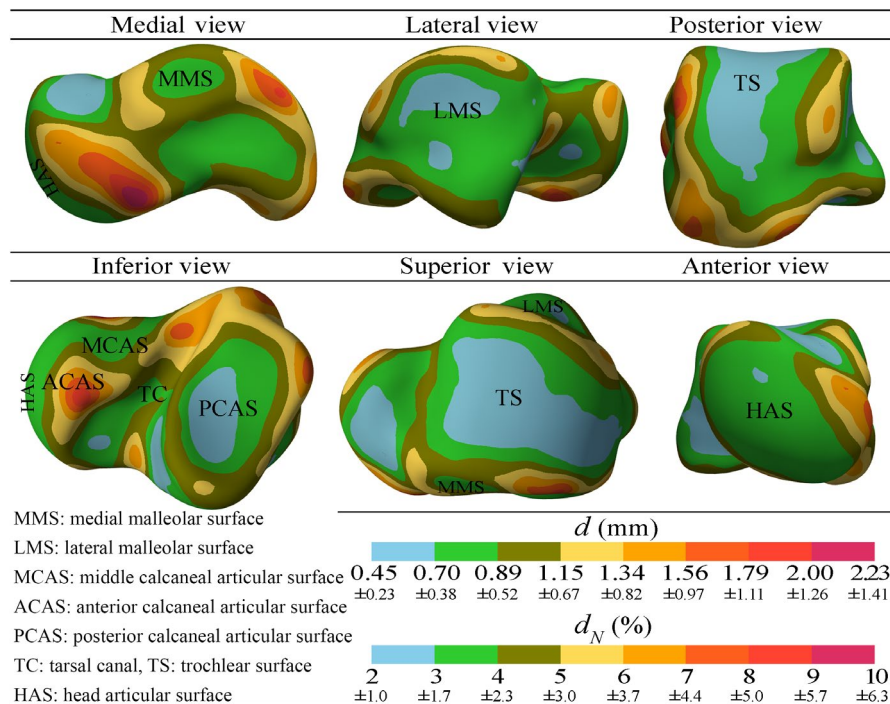 Medial view Lateral view Posterior view
MMS
LMS
TS
HAS
Inferior view Superior view Anterior view
MCAS
ACAS
HAS
TC
PCAS
LMS
TS
MMS
HAS
MMS: medial malleolar surface
LMS: lateral malleolar surface
MCAS: middle calcaneal articular surface
ACAS: anterior calcaneal articular surface
PCAS: posterior calcaneal articular surface
TC: tarsal canal, TS: trochlear surface
HAS: head articular surface
d (mm)
0.45 0.70 0.89 1.15 1.34 1.56 1.79 2.00 2.23
±0.23 ±0.38 ±0.52 ±0.67 ±0.82 ±0.97 ±1.11 ±1.26 ±1.41
d_N (%)
2 3 4 5 6 7 8 9 10
±1.0 ±1.7 ±2.3 ±3.0 ±3.7 ±4.4 ±5.0 ±5.7 ±6.3